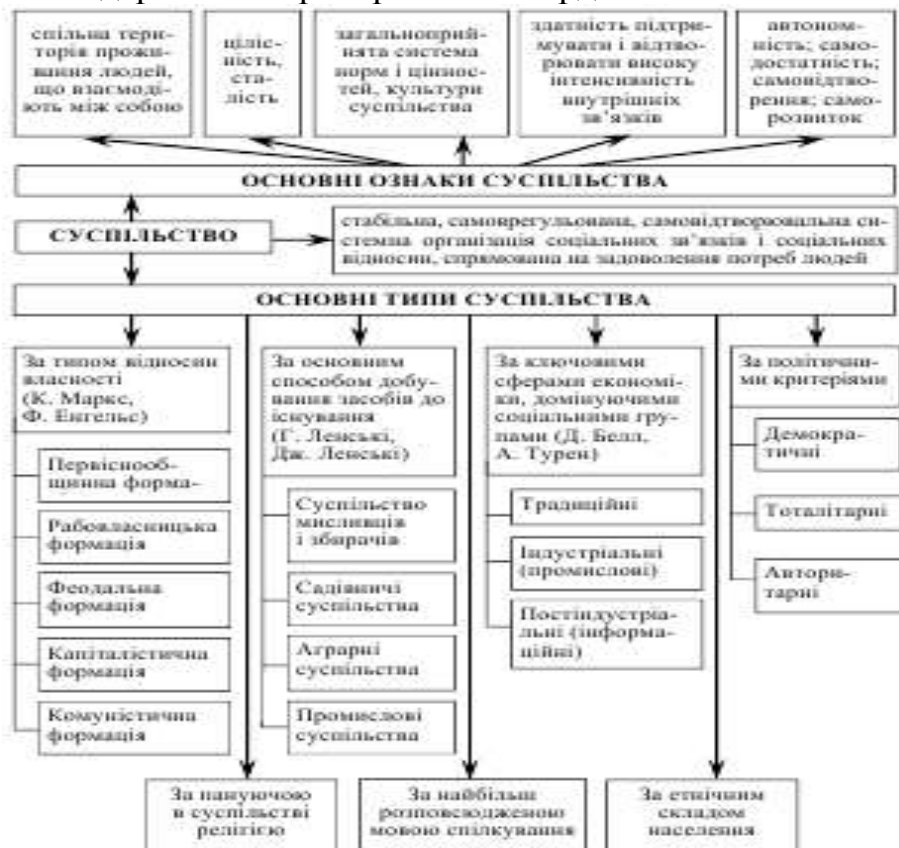 спільна тери-
торія прожи-
вання людей,
що взаємоді-
ють між собою
ціліс-
ність,
ста-
лість
загальноприй-
нята система
норм і ціннос-
тей, культури
суспільства
здатність підтри-
мувати і відтво-
рювати високу
інтенсивність
внутрішніх
зв’язків
автоном-
ність; само-
достатність;
самовідтво-
рення; само-
розвиток
ОСНОВНІ ОЗНАКИ СУСПІЛЬСТВА
СУСПІЛЬСТВО
стабільна, саморегульована, самовідтворювальна си-
стемна організація соціальних зв’язків і соціальних
відносин, спрямована на задоволення потреб людей
ОСНОВНІ ТИПИ СУСПІЛЬСТВА
За типом відносин
власності
(К. Маркс,
Ф. Енгельс)
Первіснооб-
щинна форма-
Рабовласницька
формація
Феодальна
формація
Капіталістична
формація
Комуністична
формація
За основним
способом добу-
вання засобів до
існування
(Г. Ленські,
Дж. Ленські)
Суспільство
мисливців
і збирачів
Садівничі
суспільства
Аграрні
суспільства
Промислові
суспільства
За ключовими
сферами економі-
ки, домінуючими
соціальними гру-
пами (Д. Белл,
А. Турен)
Традиційні
Індустріальні
(промислові)
Постіндустріа-
льні (інформа-
ційні)
За політични-
ми критеріями
Демокра-
тичні
Тоталітарні
Автори-
тарні
За пануючою
в суспільстві
релігією
За найбільш
розповсюдженою
мовою спілкування
За етнічним
складом
населення